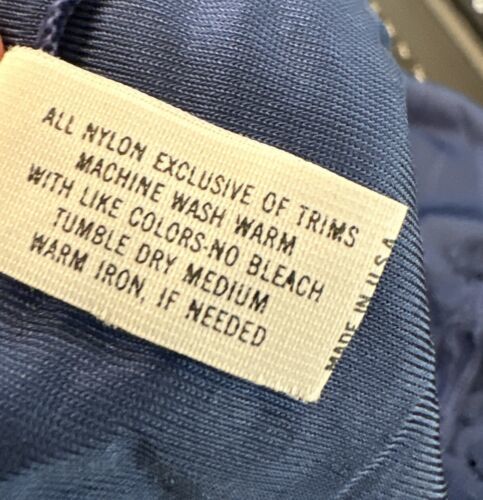 ALL NYLON EXCLUSIVE OF TRIMS
MACHINE WASH WARM
WITH LIKE COLORS-NO BLEACH
TUMBLE DRY MEDIUM
WARM IRON, IF NEEDED
MADE IN U.S.A.